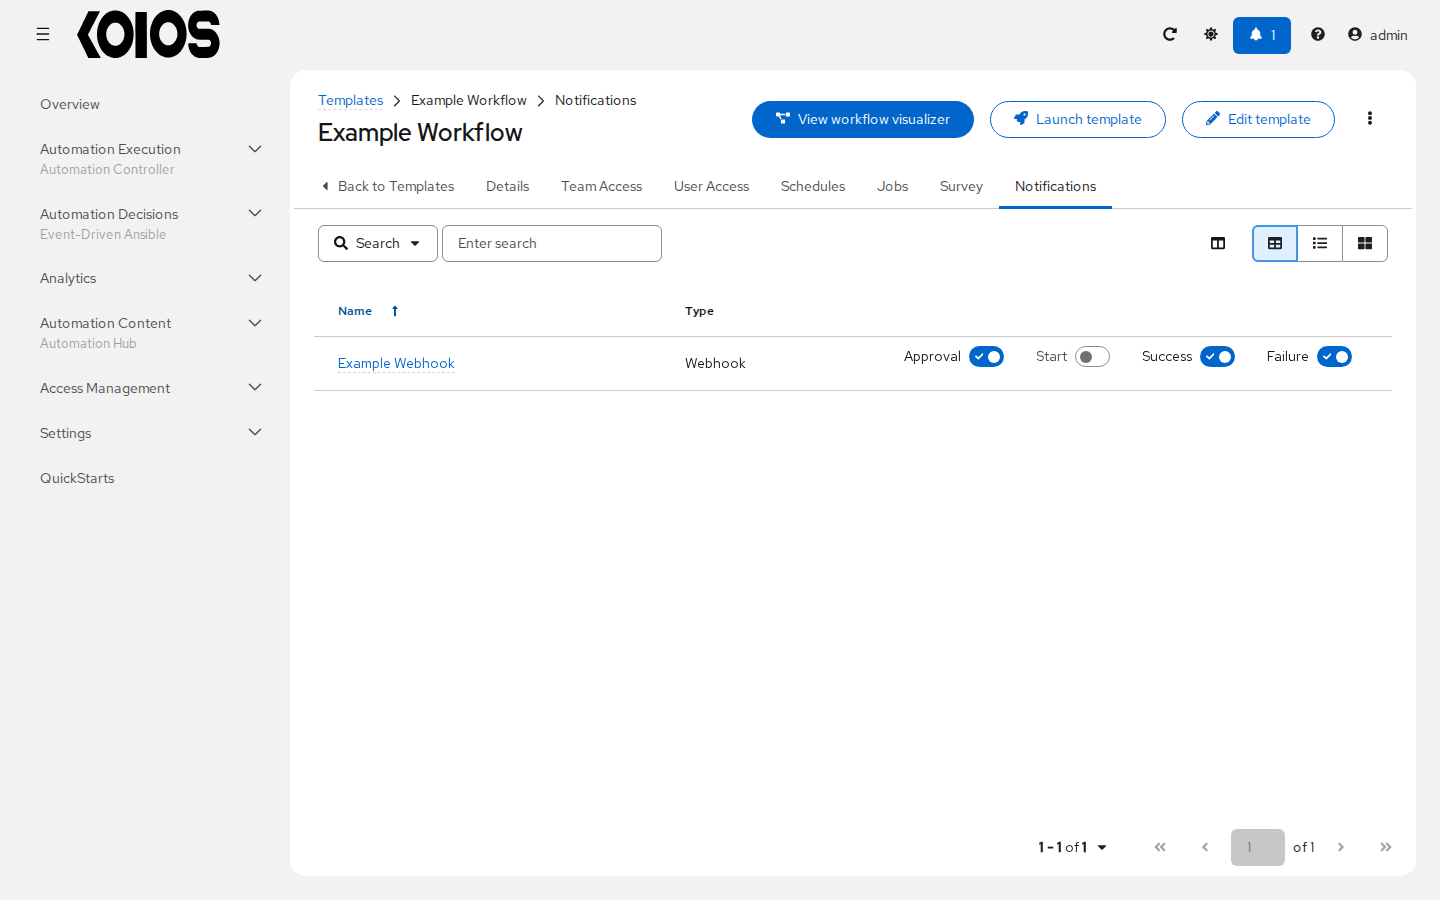 KOIOS
1
admin
Overview
Automation Execution
Automation Controller
Automation Decisions
Event-Driven Ansible
Analytics
Automation Content
Automation Hub
Access Management
Settings
QuickStarts
Templates Example Workflow Notifications
Example Workflow
View workflow visualizer
Launch template
Edit template
Back to Templates Details Team Access User Access Schedules Jobs Survey Notifications
Search
Enter search
Name Type
Example Webhook Webhook Approval Start Success Failure
1 - 1 of 1
1 of 1